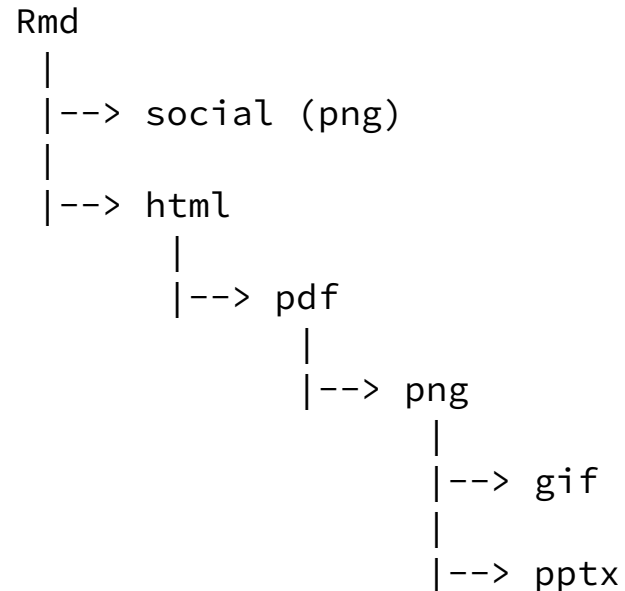 Rmd
|
|--> social (png)
|
|--> html
|
|--> pdf
|
|--> png
|
|--> gif
|
|--> pptx